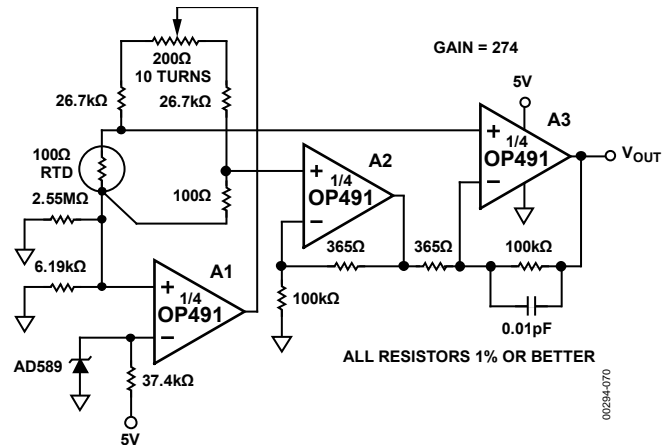 200Ω
10 TURNS
GAIN = 274
26.7kΩ
26.7kΩ
5V
A3
+
1/4
OP491
–
VOUT
100Ω
RTD
A2
+
1/4
OP491
–
2.55MΩ
100Ω
365Ω
365Ω
100kΩ
6.19kΩ
A1
+
1/4
OP491
–
100kΩ
0.01pF
AD589
37.4kΩ
ALL RESISTORS 1% OR BETTER
5V
00294-070